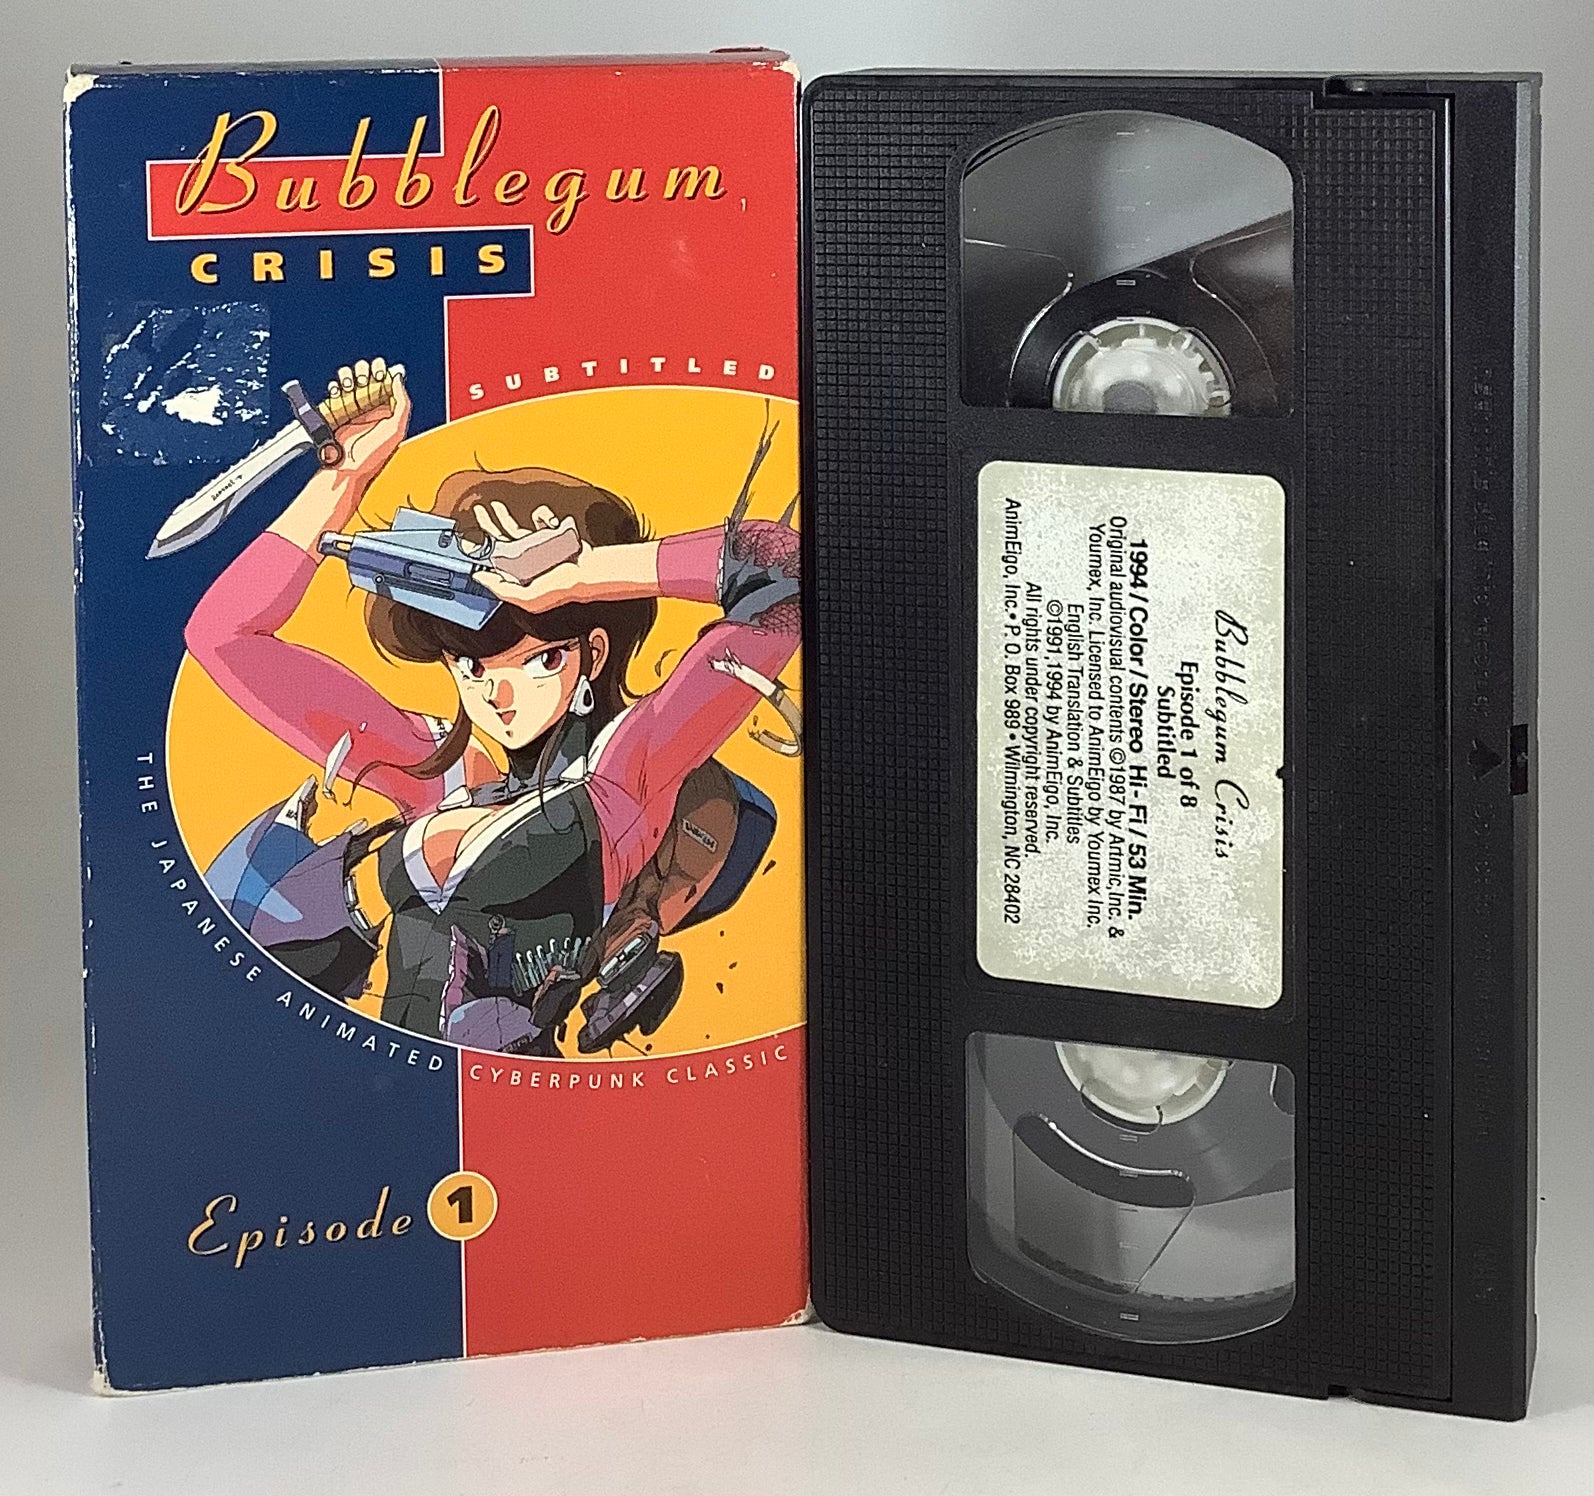 Bubblegum
CRISIS
SUBTITLED
THE JAPANESE ANIMATED CYBERPUNK CLASSIC
Episode 1
Bubblegum Crisis
Episode 1 of 8
Subtitled
1994 / Color / Stereo Hi - Fi / 53 Min.
Original audiovisual contents ©1987 by Artmic, Inc. &
Youmex, Inc. Licensed to AnimEigo by Youmex Inc.
English Translation & Subtitles
©1991, 1994 by AnimEigo, Inc.
All rights under copyright reserved.
AnimEigo, Inc. • P. O. Box 989 • Wilmington, NC 28402